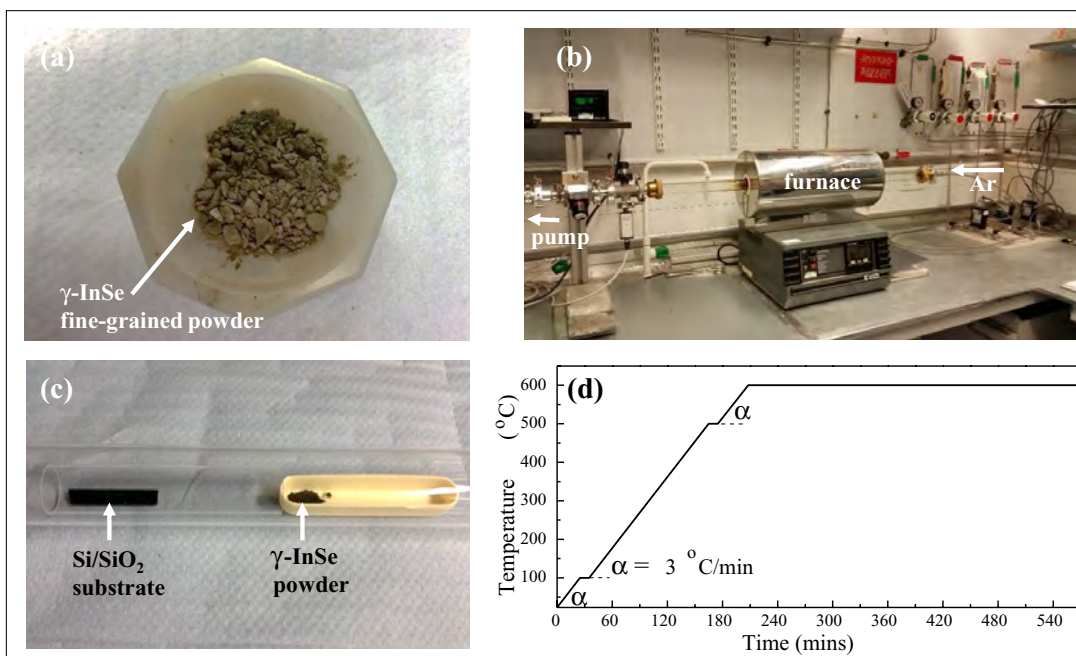 (a)
γ-InSe
fine-grained powder
(b)
furnace
Ar
pump
(c)
Si/SiO₂
substrate
γ-InSe
powder
(d)
Temperature (°C)
600
500
400
300
200
100
α
α = 3 °C/min
α
0 60 120 180 240 300 360 420 480 540
Time (mins)